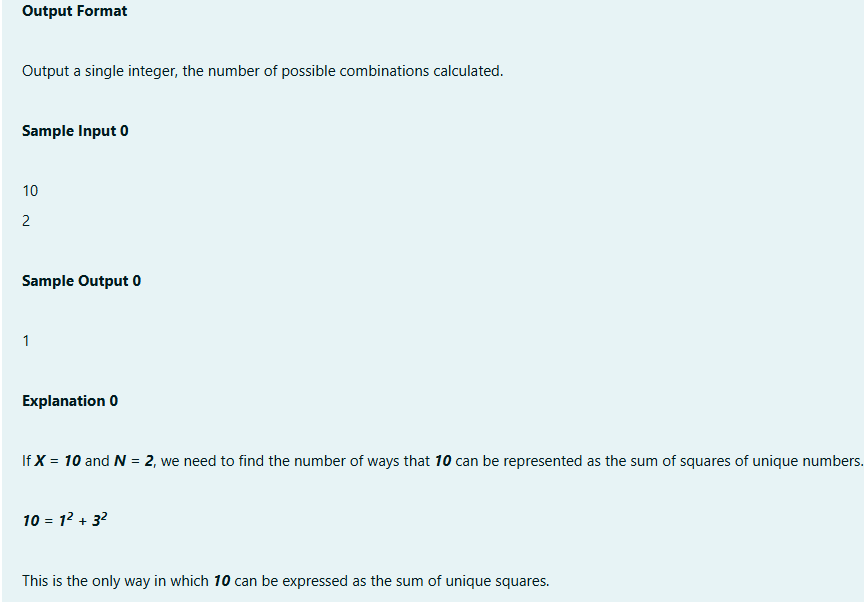 Output Format
Output a single integer, the number of possible combinations calculated.
Sample Input 0
10
2
Sample Output 0
1
Explanation 0
If X = 10 and N = 2, we need to find the number of ways that 10 can be represented as the sum of squares of unique numbers.
10 = 1² + 3²
This is the only way in which 10 can be expressed as the sum of unique squares.